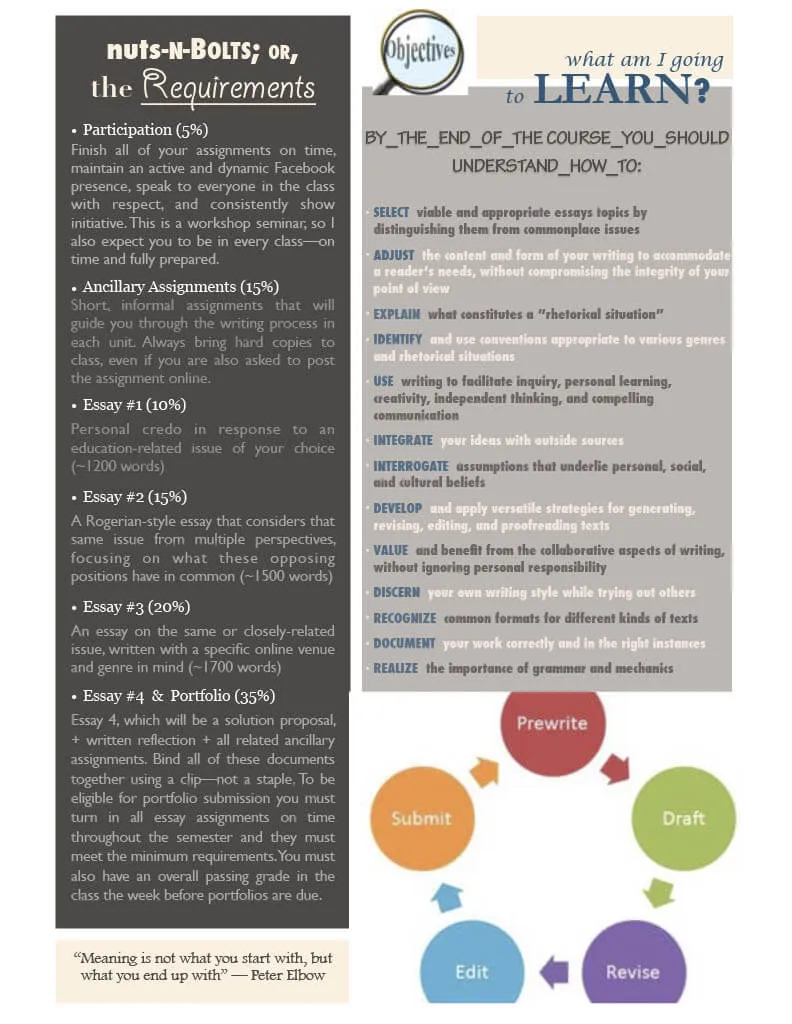 nuts-N-BOLTS; OR,
the Requirements
• Participation (5%)
Finish all of your assignments on time,
maintain an active and dynamic Facebook
presence, speak to everyone in the class
with respect, and consistently show
initiative. This is a workshop seminar, so I
also expect you to be in every class—on
time and fully prepared.
• Ancillary Assignments (15%)
Short, informal assignments that will
guide you through the writing process in
each unit. Always bring hard copies to
class, even if you are also asked to post
the assignment online.
• Essay #1 (10%)
Personal credo in response to an
education-related issue of your choice
(~1200 words)
• Essay #2 (15%)
A Rogerian-style essay that considers that
same issue from multiple perspectives,
focusing on what these opposing
positions have in common (~1500 words)
• Essay #3 (20%)
An essay on the same or closely-related
issue, written with a specific online venue
and genre in mind (~1700 words)
• Essay #4 & Portfolio (35%)
Essay 4, which will be a solution proposal,
+ written reflection + all related ancillary
assignments. Bind all of these documents
together using a clip—not a staple. To be
eligible for portfolio submission you must
turn in all essay assignments on time
throughout the semester and they must
meet the minimum requirements. You must
also have an overall passing grade in the
class the week before portfolios are due.
“Meaning is not what you start with, but
what you end up with” — Peter Elbow
Objectives
what am I going
to LEARN?
BY_THE_END_OF_THE COURSE_YOU_SHOULD
UNDERSTAND_HOW_TO:
· SELECT viable and appropriate essays topics by
distinguishing them from commonplace issues
· ADJUST the content and form of your writing to accommodate
a reader's needs, without compromising the integrity of your
point of view
· EXPLAIN what constitutes a "rhetorical situation"
· IDENTIFY and use conventions appropriate to various genres
and rhetorical situations
· USE writing to facilitate inquiry, personal learning,
creativity, independent thinking, and compelling
communication
· INTEGRATE your ideas with outside sources
· INTERROGATE assumptions that underlie personal, social,
and cultural beliefs
· DEVELOP and apply versatile strategies for generating,
revising, editing, and proofreading texts
· VALUE and benefit from the collaborative aspects of writing,
without ignoring personal responsibility
· DISCERN your own writing style while trying out others
· RECOGNIZE common formats for different kinds of texts
· DOCUMENT your work correctly and in the right instances
· REALIZE the importance of grammar and mechanics
Prewrite
Draft
Revise
Edit
Submit